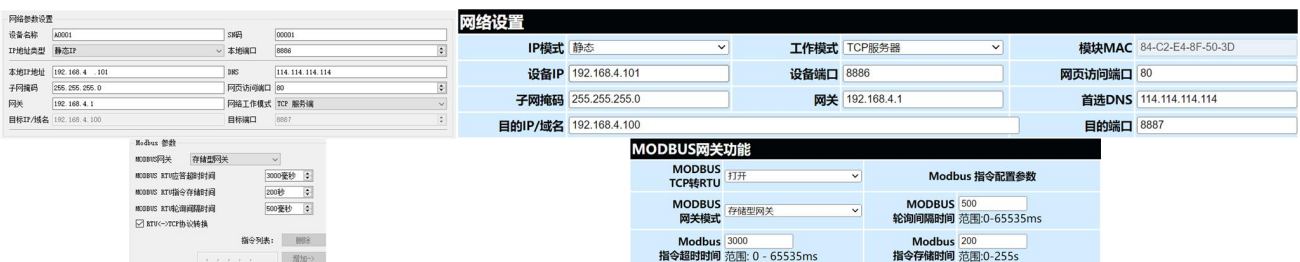 网络参数设置
设备名称 A0001 SN码 00001
IP地址类型 静态IP 本地端口 8886
本地IP地址 192.168.4 .101 DNS 114.114.114.114
子网掩码 255.255.255.0 网页访问端口 80
网关 192.168.4.1 网络工作模式 TCP 服务端
目标IP/域名 192.168.4.100 目标端口 8887
网络设置
IP模式 静态 工作模式 TCP服务器 模块MAC 84-C2-E4-8F-50-3D
设备IP 192.168.4.101 设备端口 8886 网页访问端口 80
子网掩码 255.255.255.0 网关 192.168.4.1 首选DNS 114.114.114.114
目的IP/域名 192.168.4.100 目的端口 8887
Modbus 参数
MODBUS网关 存储型网关
MODBUS RTU应答超时时间 3000毫秒
MODBUS RTU指令存储时间 200秒
MODBUS RTU轮询间隔时间 500毫秒
RTU<->TCP协议转换
指令列表: 删除
增加->
MODBUS网关功能
MODBUS
TCP转RTU 打开 Modbus 指令配置参数
MODBUS
网关模式 存储型网关
MODBUS 500
轮询间隔时间 范围:0-65535ms
Modbus 3000
指令超时时间 范围: 0 - 65535ms
Modbus 200
指令存储时间 范围:0-255s